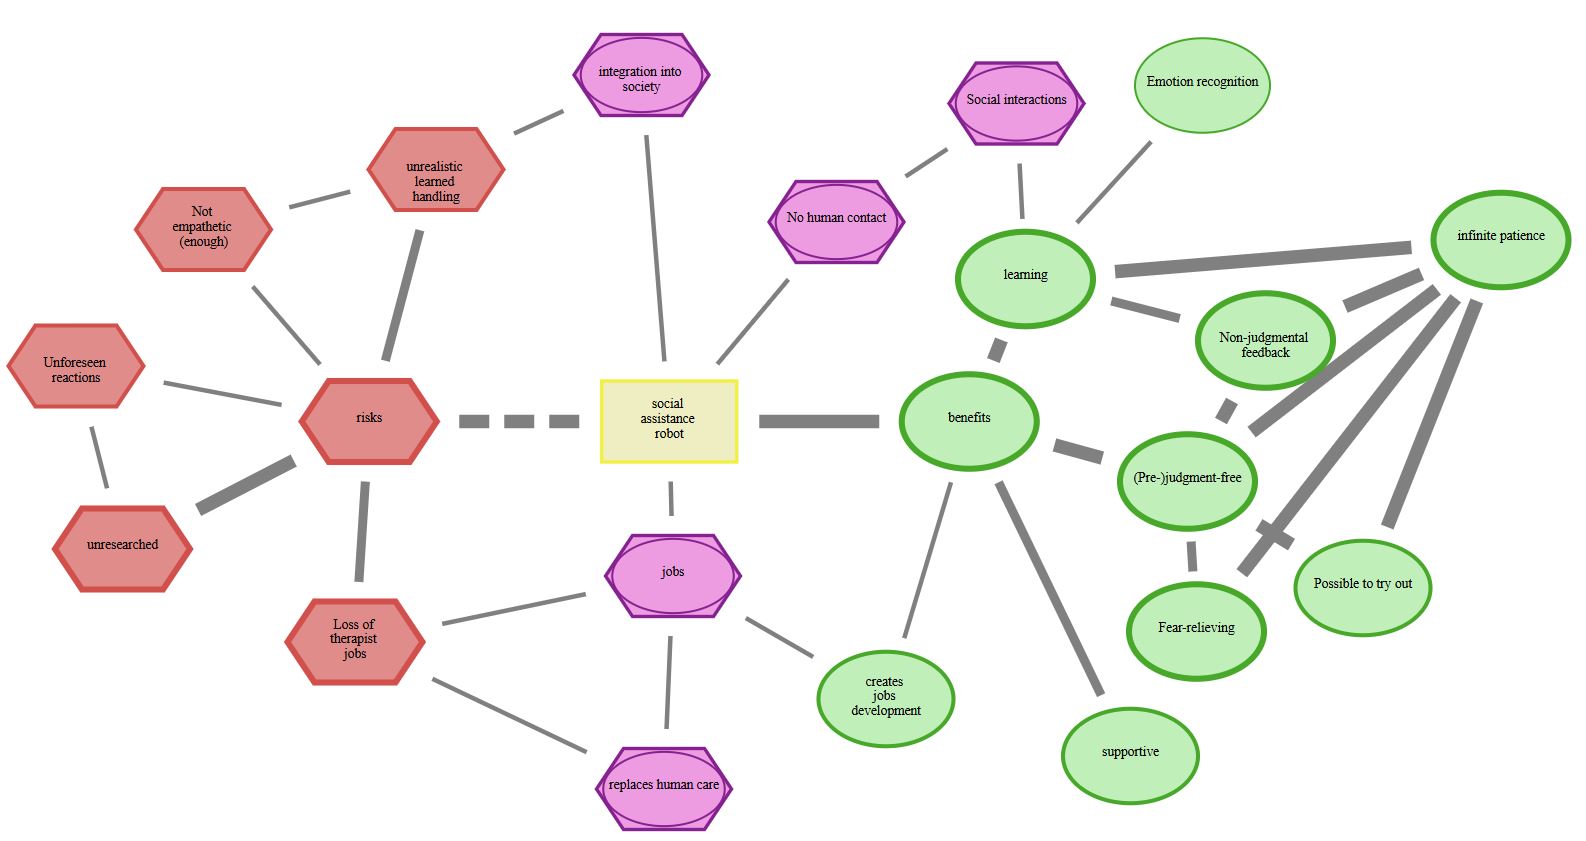 integration into
society
Social interactions
Emotion recognition
unrealistic
learned
handling
Not
empathetic
(enough)
No human contact
infinite patience
learning
Non-judgmental
feedback
Unforeseen
reactions
risks
social
assistance
robot
benefits
(Pre-)judgment-free
unresearched
jobs
Possible to try out
Loss of
therapist
jobs
Fear-relieving
creates
jobs
development
supportive
replaces human care